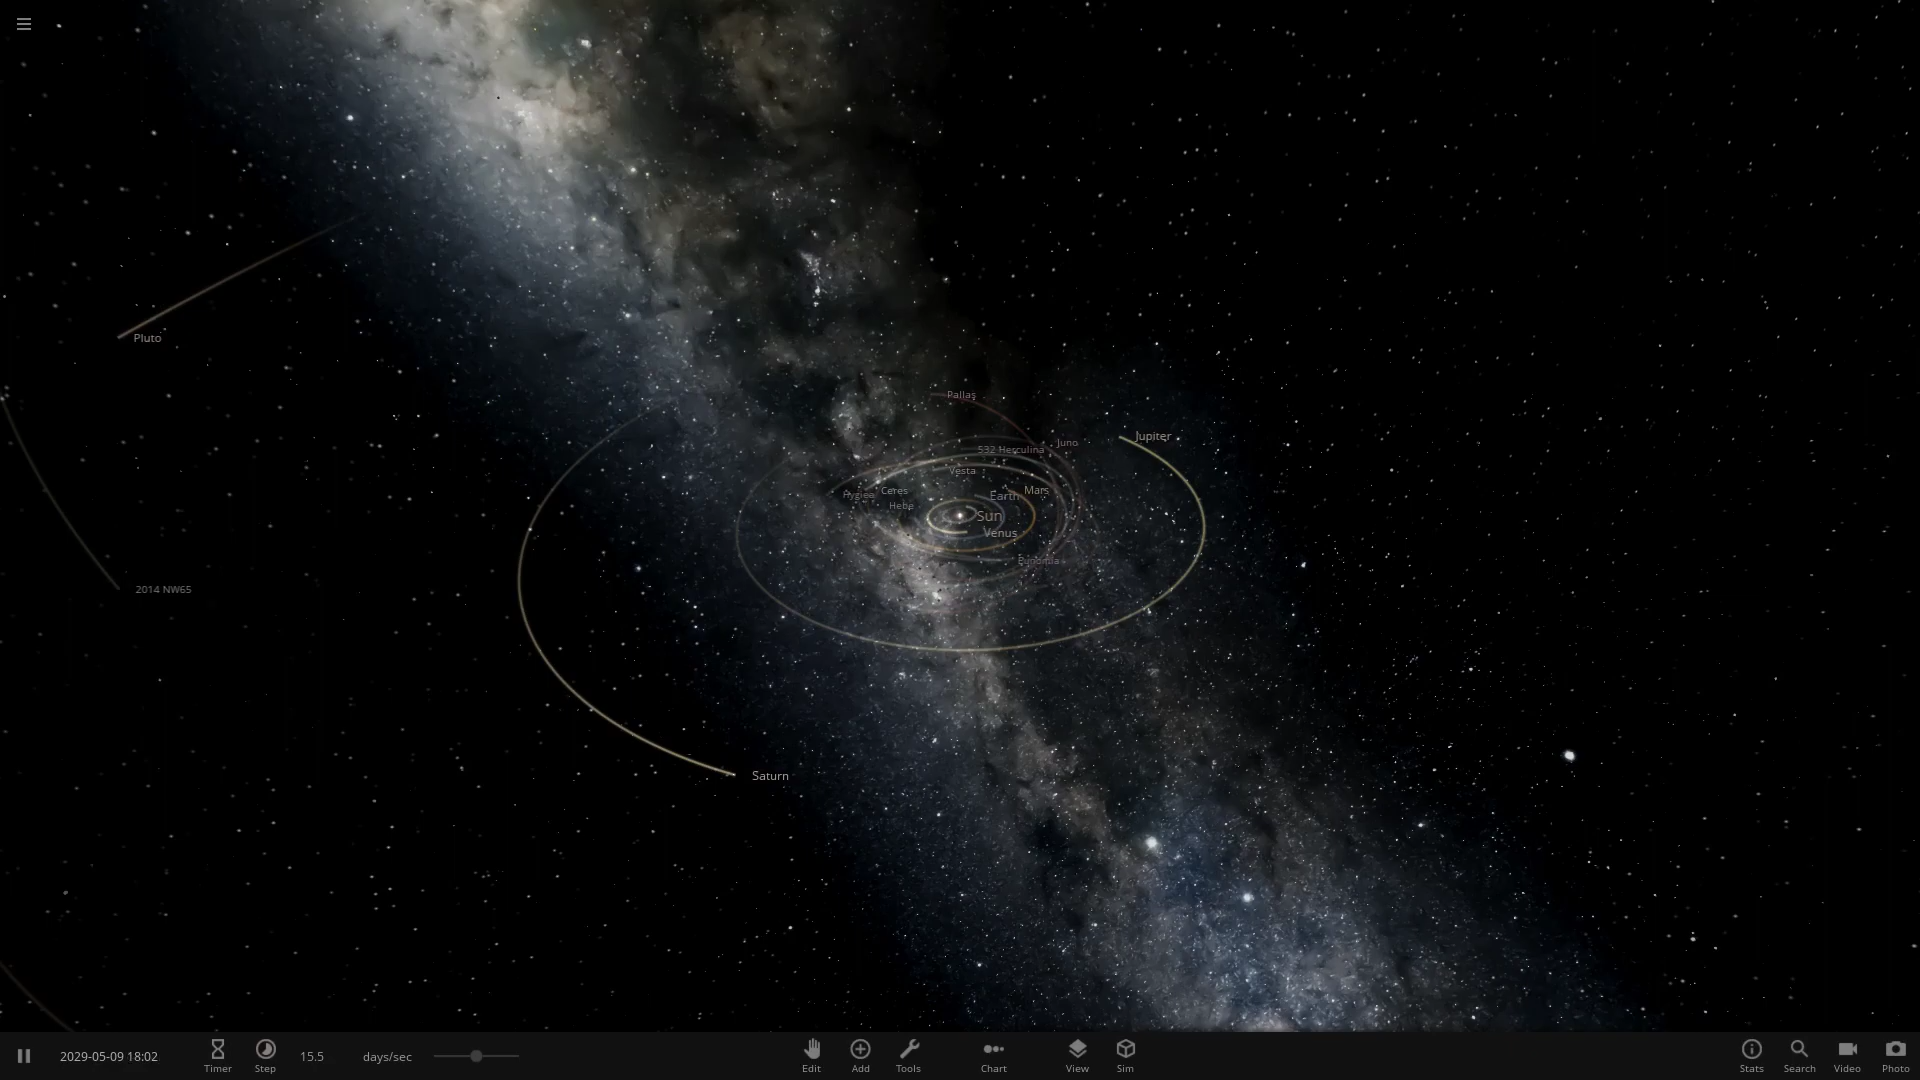 Pluto
Pallas
Jupiter
Juno
532 Herculina
Vesta
Hygiea
Ceres
Earth
Mars
Hebe
Sun
Venus
Eunomia
2014 NW65
Saturn
2029-05-09 18:02
Timer
Step
15.5
days/sec
Edit
Add
Tools
Chart
View
Sim
Stats
Search
Video
Photo